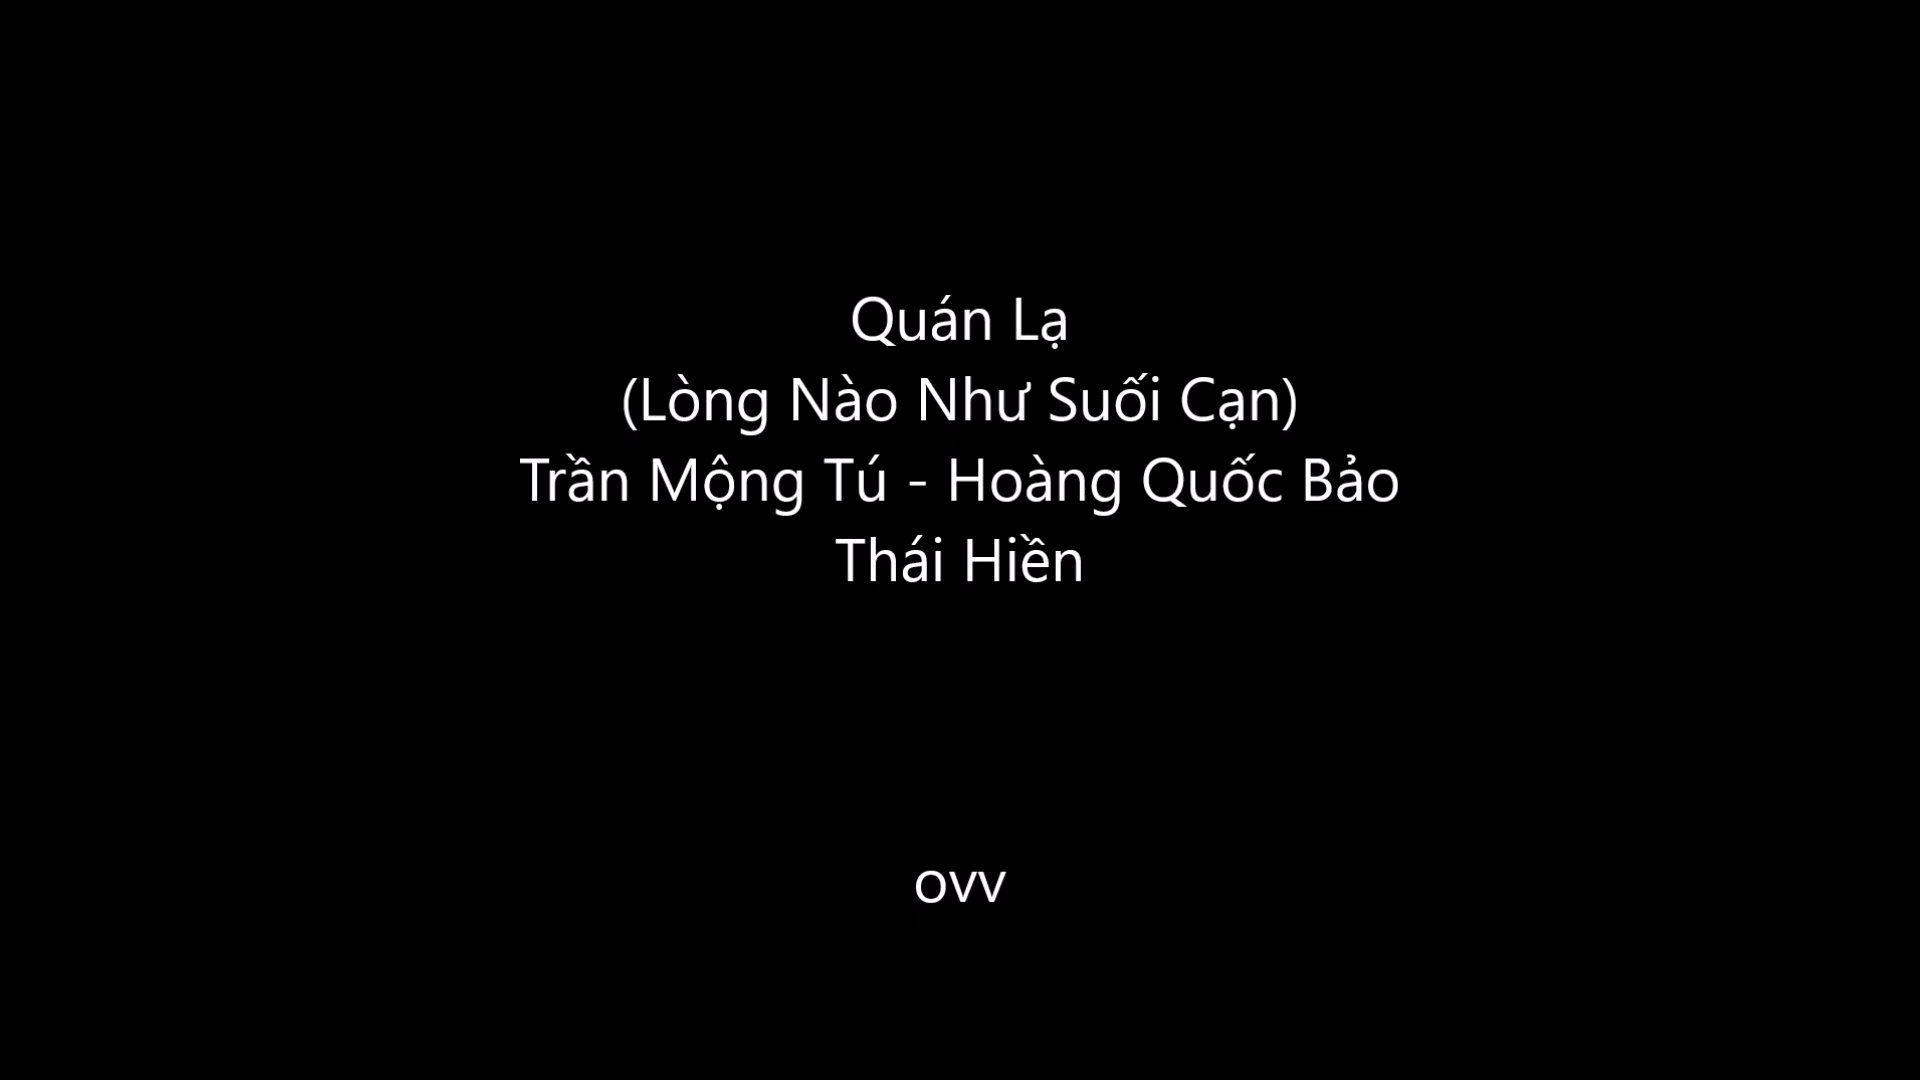 Quán Lạ
(Lòng Nào Như Suối Cạn)
Trần Mộng Tú - Hoàng Quốc Bảo
Thái Hiền
ovv